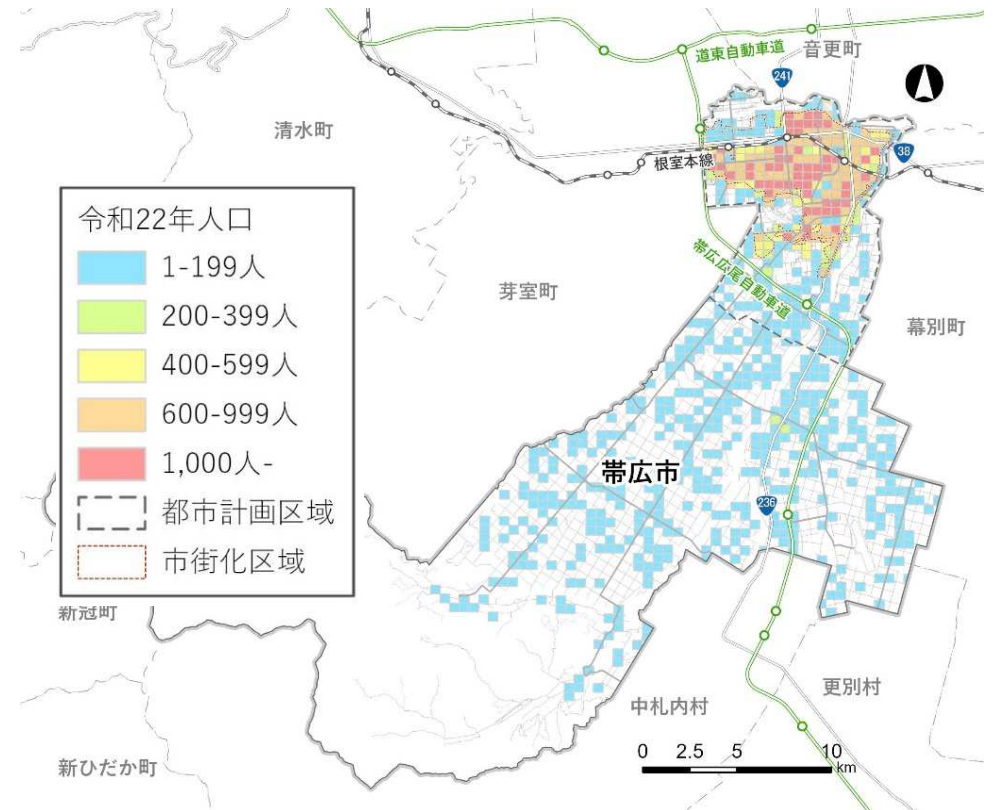 道東自動車道
音更町
241
清水町
38
根室本線
令和22年人口
1-199人
200-399人
400-599人
600-999人
1,000人-
都市計画区域
市街化区域
帯広広尾自動車道
芽室町
幕別町
帯広市
236
新冠町
更別村
中札内村
新ひだか町
0 2.5 5 10
km